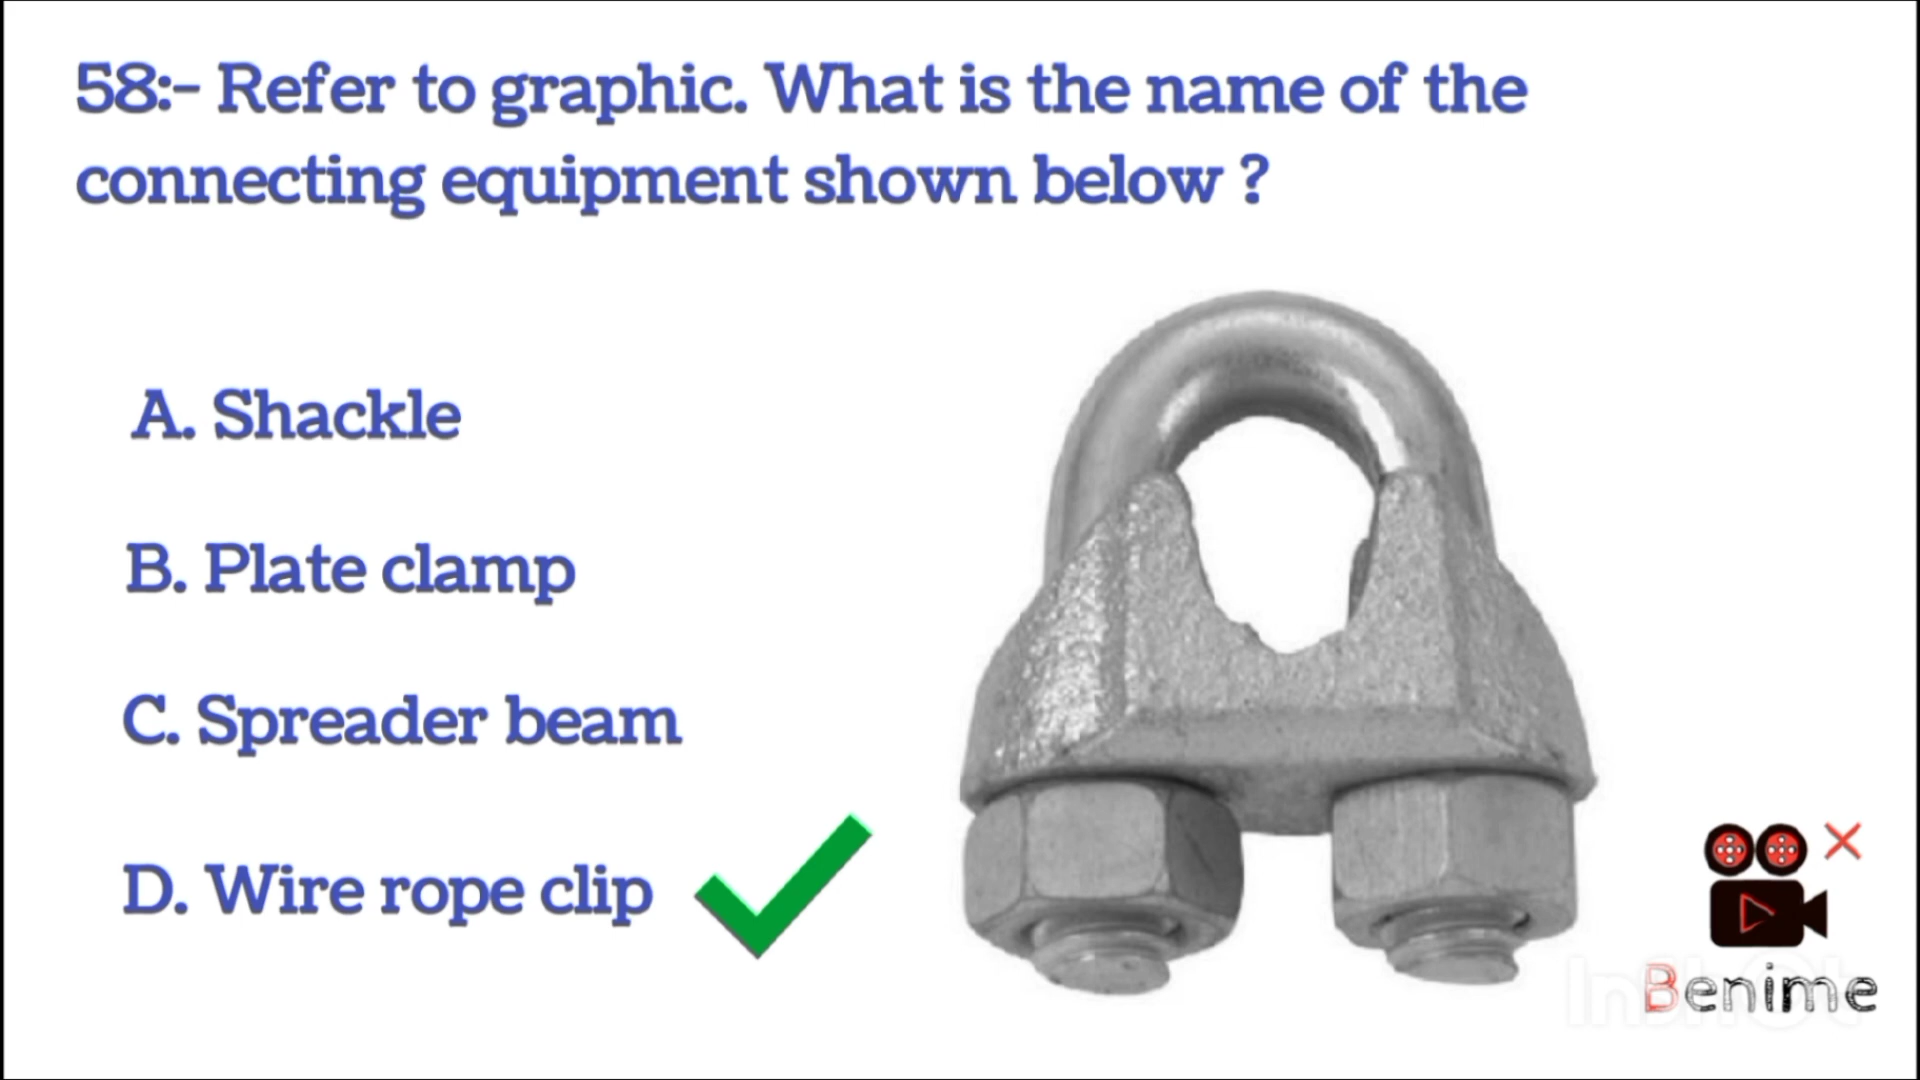 58:- Refer to graphic. What is the name of the
connecting equipment shown below ?
A. Shackle
B. Plate clamp
C. Spreader beam
D. Wire rope clip
InShot
Benime